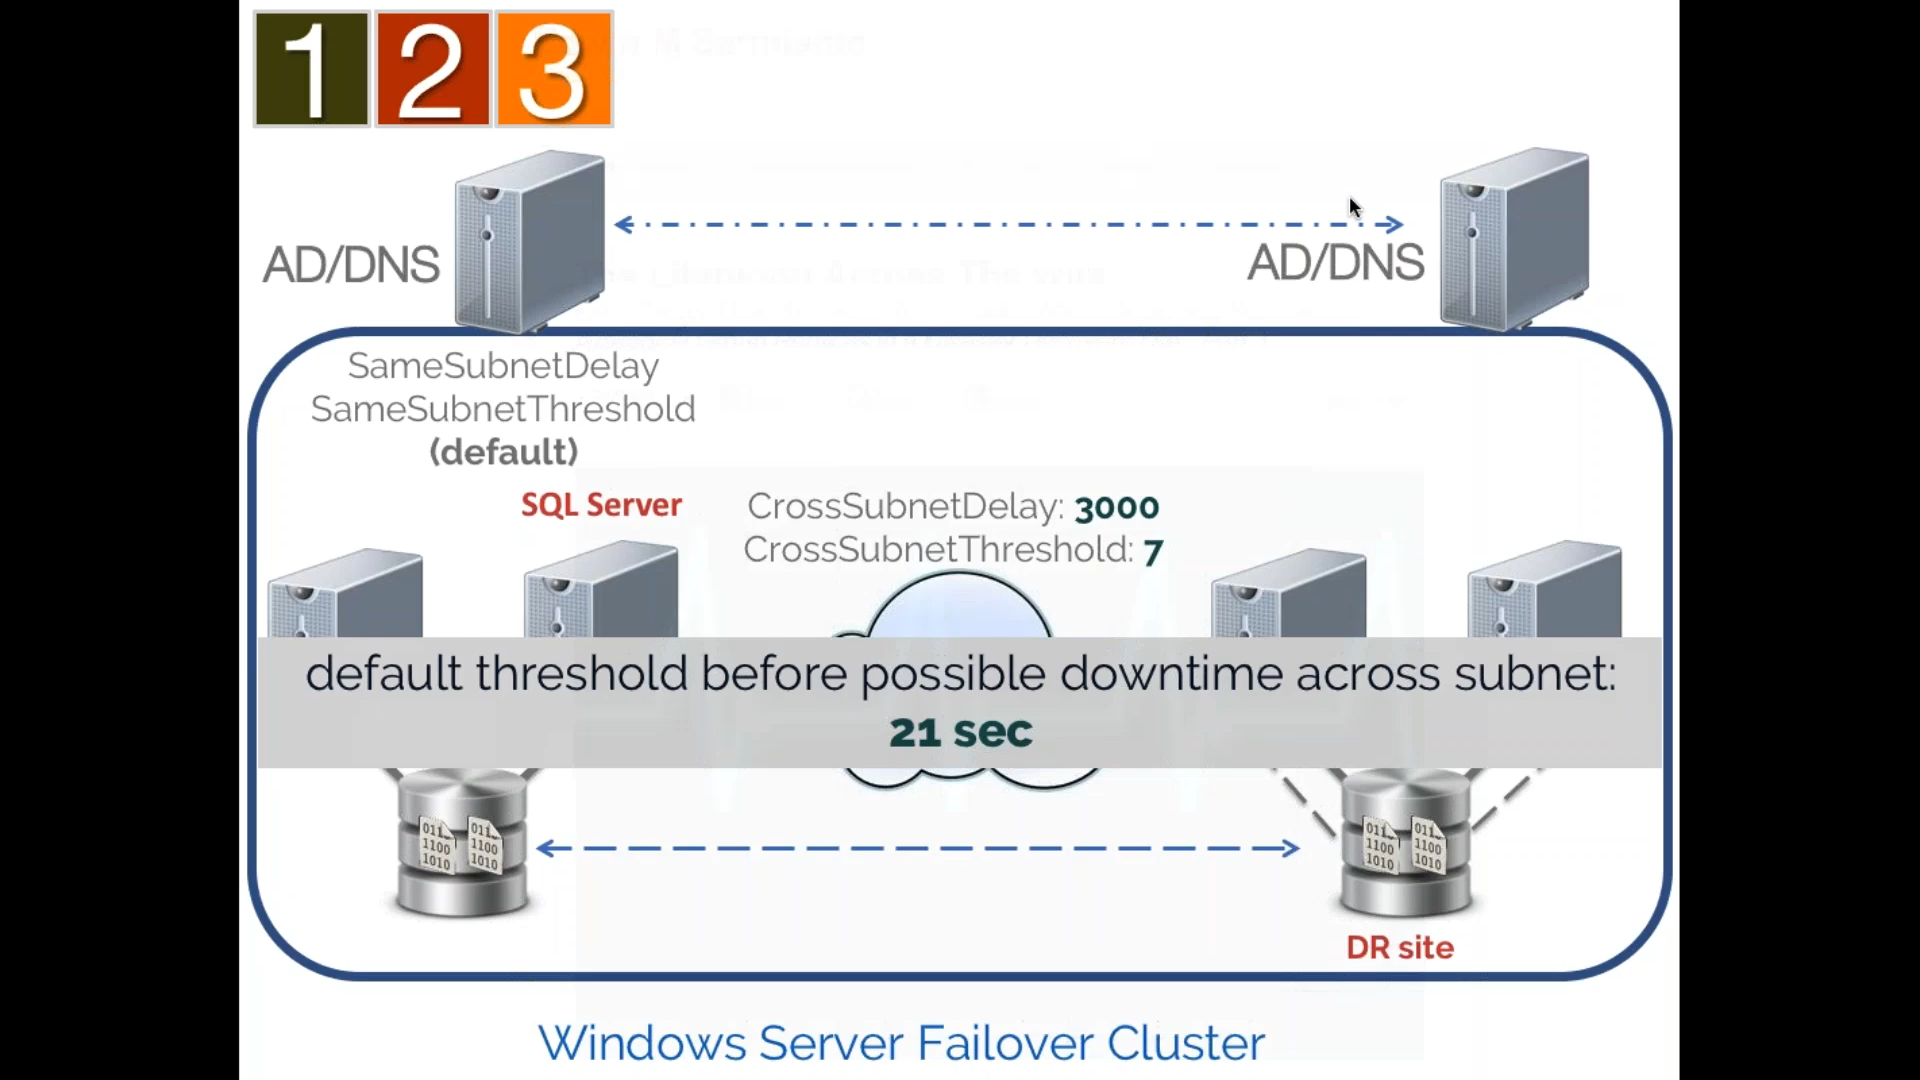 1 2 3
AD/DNS
AD/DNS
SameSubnetDelay
SameSubnetThreshold
(default)
SQL Server
CrossSubnetDelay: 3000
CrossSubnetThreshold: 7
default threshold before possible downtime across subnet:
21 sec
011
1100
1010
011
1100
1010
011
1100
1010
011
1100
1010
DR site
Windows Server Failover Cluster